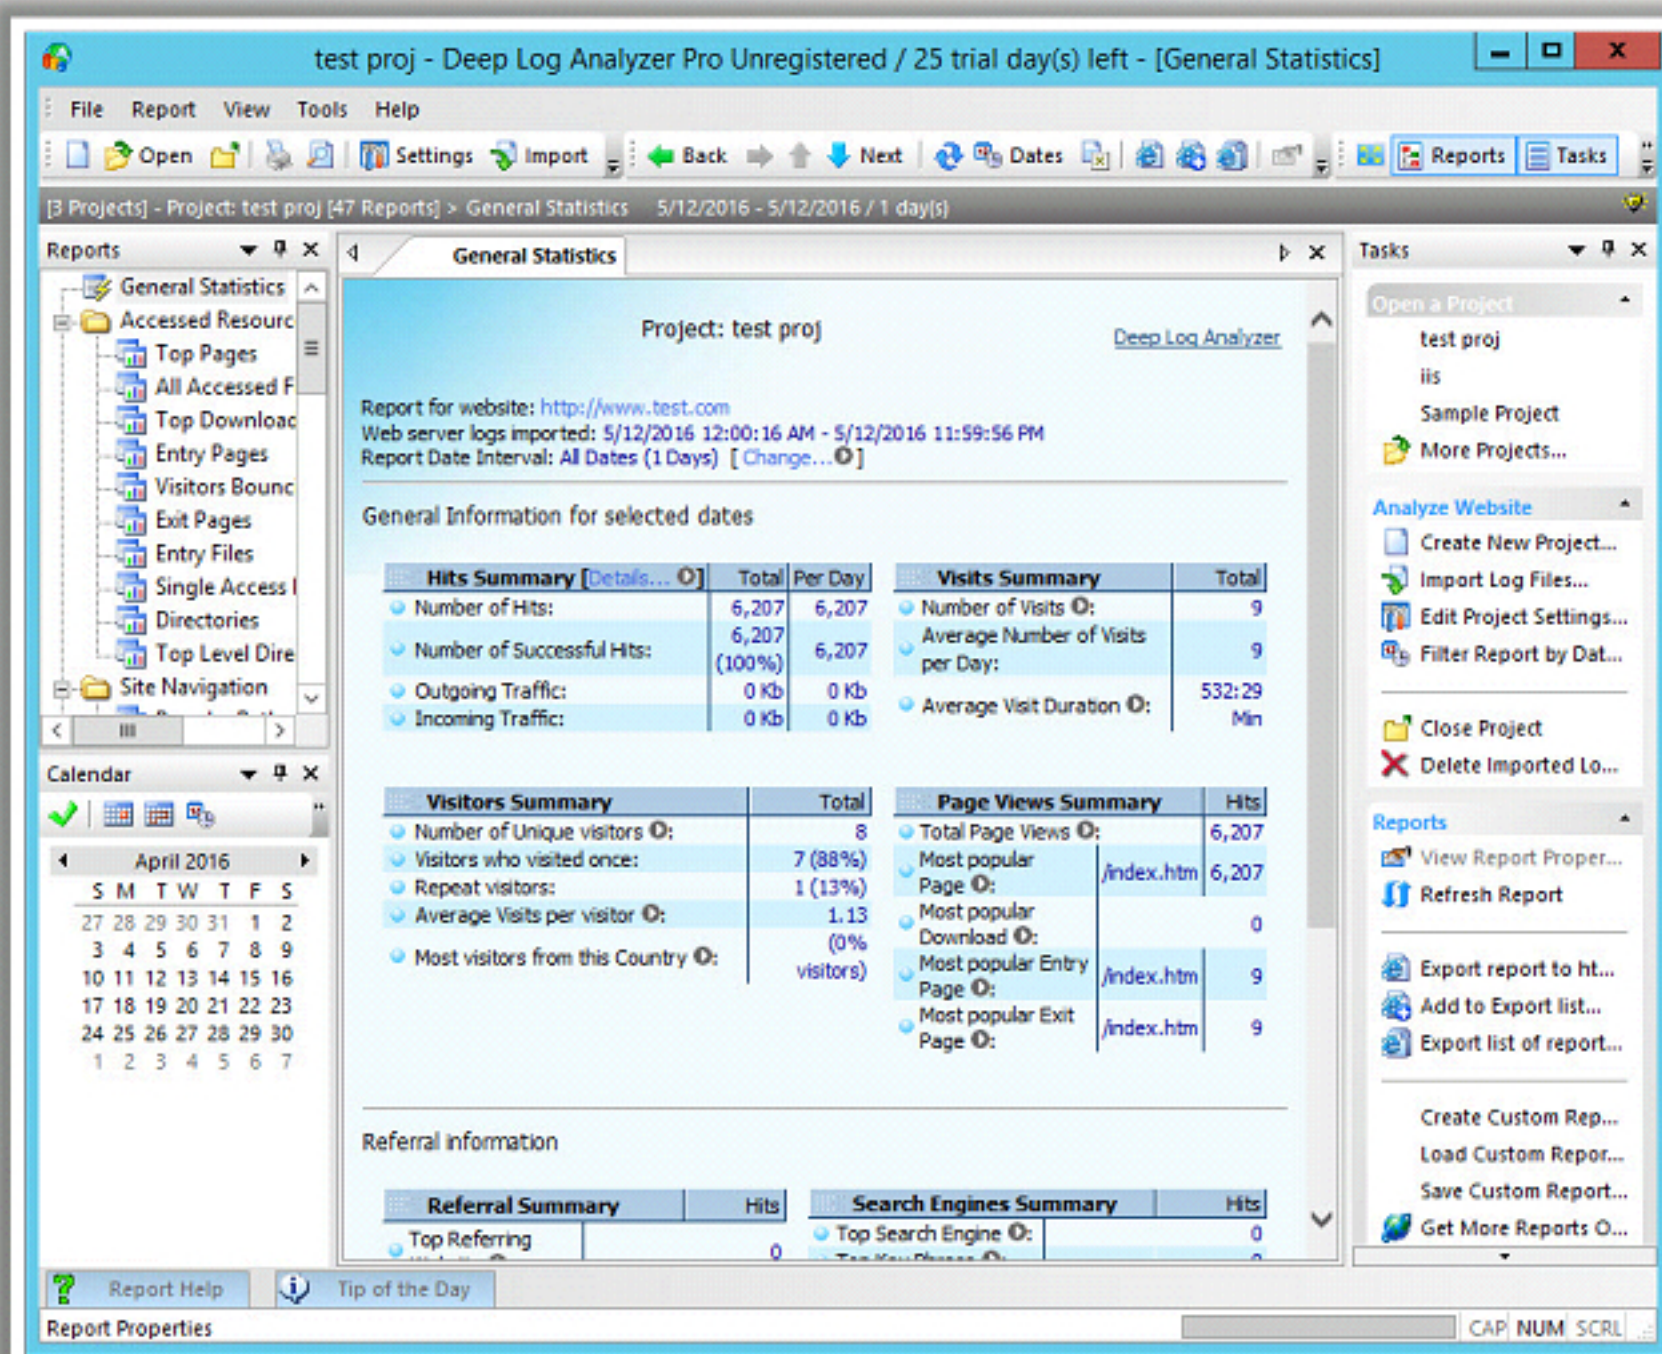 test proj - Deep Log Analyzer Pro Unregistered / 25 trial day(s) left - [General Statistics]
File Report View Tools Help
Open Settings Import Back Next Dates Reports Tasks
[3 Projects] - Project: test proj [47 Reports] > General Statistics 5/12/2016 - 5/12/2016 / 1 day(s)
Reports
General Statistics
Accessed Resourc
Top Pages
All Accessed F
Top Downloac
Entry Pages
Visitors Bounc
Exit Pages
Entry Files
Single Access
Directories
Top Level Dire
Site Navigation
Calendar
April 2016
S M T W T F S
27 28 29 30 31 1 2
3 4 5 6 7 8 9
10 11 12 13 14 15 16
17 18 19 20 21 22 23
24 25 26 27 28 29 30
1 2 3 4 5 6 7
General Statistics
Project: test proj
Deep Log Analyzer
Report for website: http://www.test.com
Web server logs imported: 5/12/2016 12:00:16 AM - 5/12/2016 11:59:56 PM
Report Date Interval: All Dates (1 Days) [ Change... ]
General Information for selected dates
Hits Summary [Details... ] Total Per Day
Number of Hits: 6,207 6,207
Number of Successful Hits: 6,207 (100%) 6,207
Outgoing Traffic: 0 Kb 0 Kb
Incoming Traffic: 0 Kb 0 Kb
Visits Summary Total
Number of Visits : 9
Average Number of Visits
per Day: 9
Average Visit Duration : 532:29 Min
Visitors Summary Total
Number of Unique visitors : 8
Visitors who visited once: 7 (88%)
Repeat visitors: 1 (13%)
Average Visits per visitor : 1.13
Most visitors from this Country : (0% visitors)
Page Views Summary Hits
Total Page Views : 6,207
Most popular
Page : /index.htm 6,207
Most popular
Download : 0
Most popular Entry
Page : /index.htm 9
Most popular Exit
Page : /index.htm 9
Referral information
Referral Summary Hits
Top Referring 0
Search Engines Summary Hits
Top Search Engine : 0
Tasks
Open a Project
test proj
iis
Sample Project
More Projects...
Analyze Website
Create New Project...
Import Log Files...
Edit Project Settings...
Filter Report by Dat...
Close Project
Delete Imported Lo...
Reports
View Report Proper...
Refresh Report
Export report to ht...
Add to Export list...
Export list of report...
Create Custom Rep...
Load Custom Repor...
Save Custom Report...
Get More Reports O...
Report Help Tip of the Day
Report Properties CAP NUM SCRL